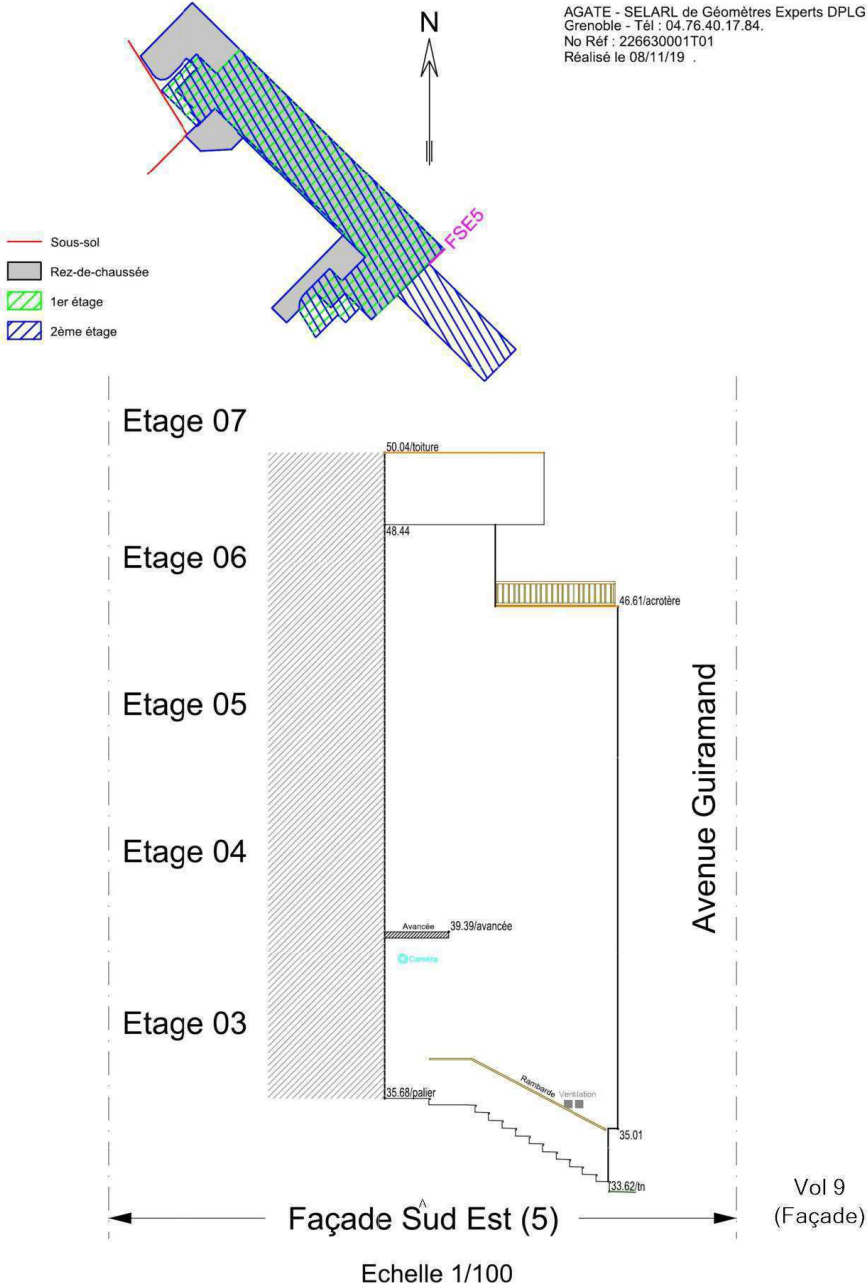 AGATE - SELARL de Géomètres Experts DPLG
Grenoble - Tél : 04.76.40.17.84.
No Réf : 226630001T01
Réalisé le 08/11/19 .
N
FSE5
Sous-sol
Rez-de-chaussée
1er étage
2ème étage
Etage 07
50.04/toiture
48.44
Etage 06
46.61/acrotère
Etage 05
Avenue Guiramand
Etage 04
Avancée
39.39/avancée
Camera
Etage 03
Rambarde
Ventilation
35.68/palier
35.01
33.62/tn
Vol 9
(Façade)
Façade Sud Est (5)
Echelle 1/100